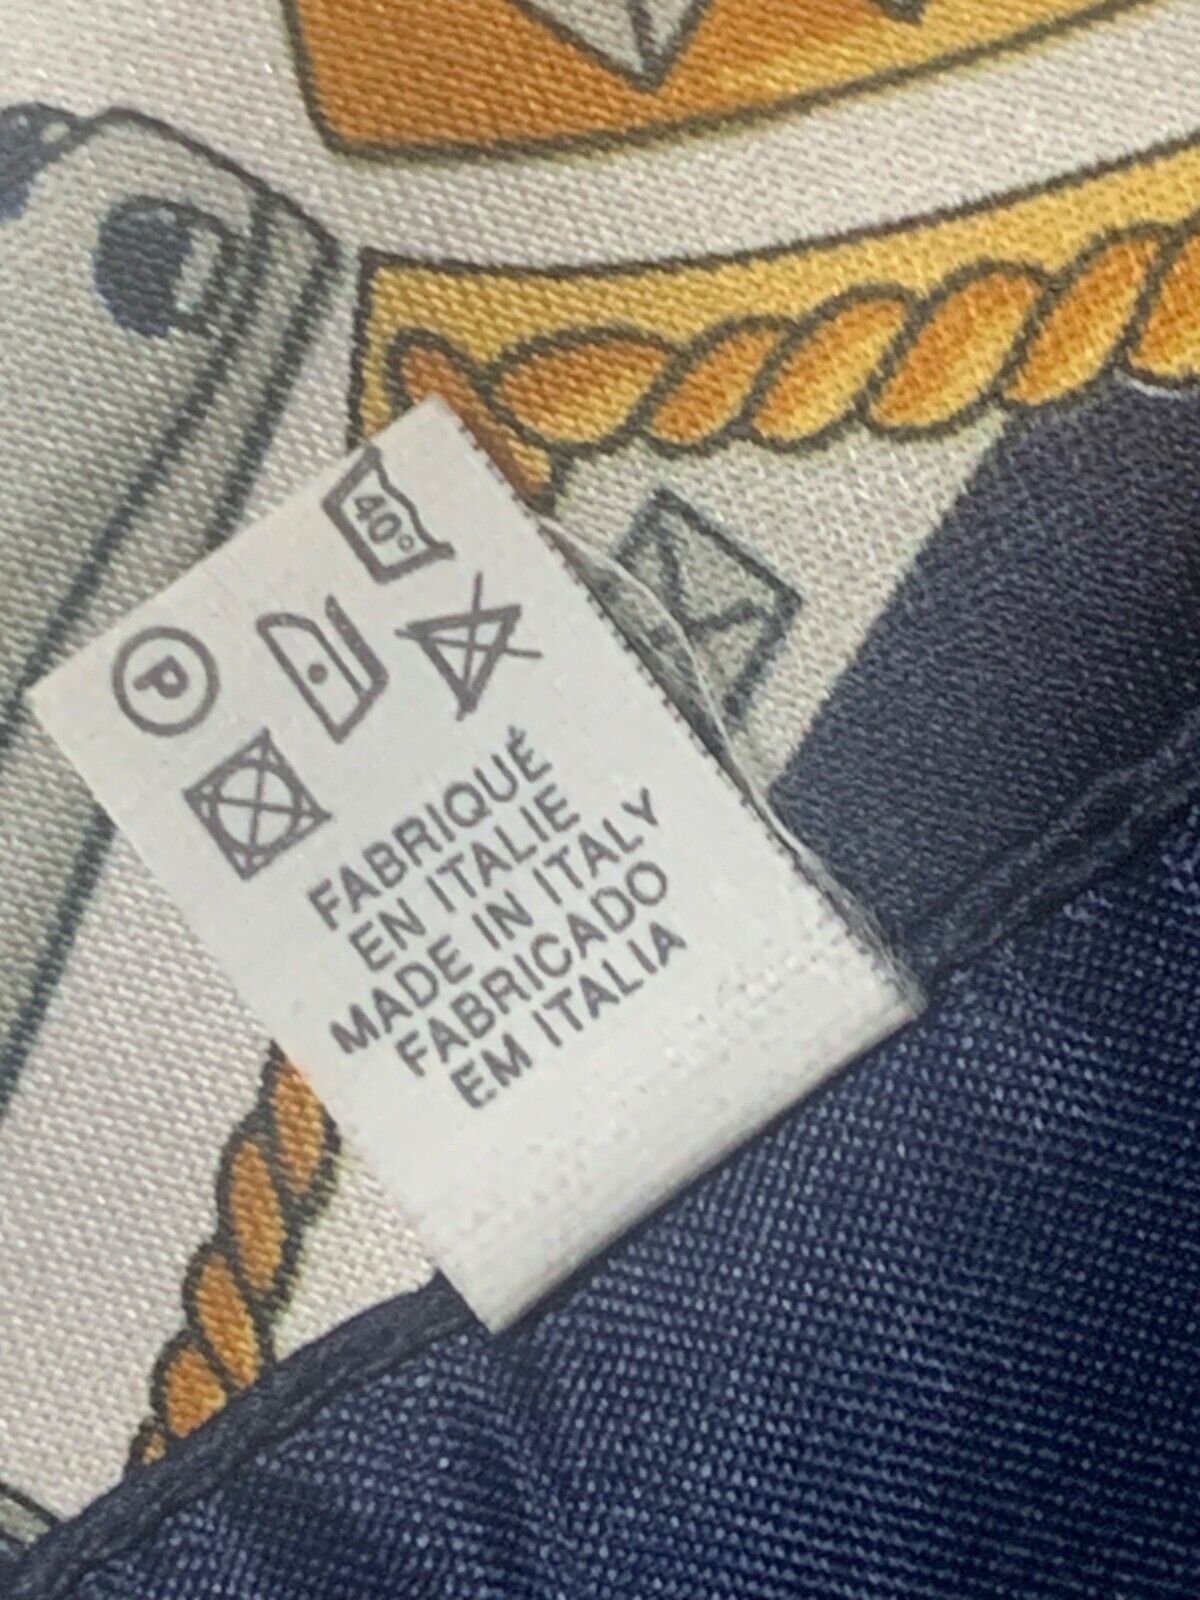 40°
P
FABRIQUÉ
EN ITALIE
MADE IN ITALY
FABRICADO
EM ITALIA